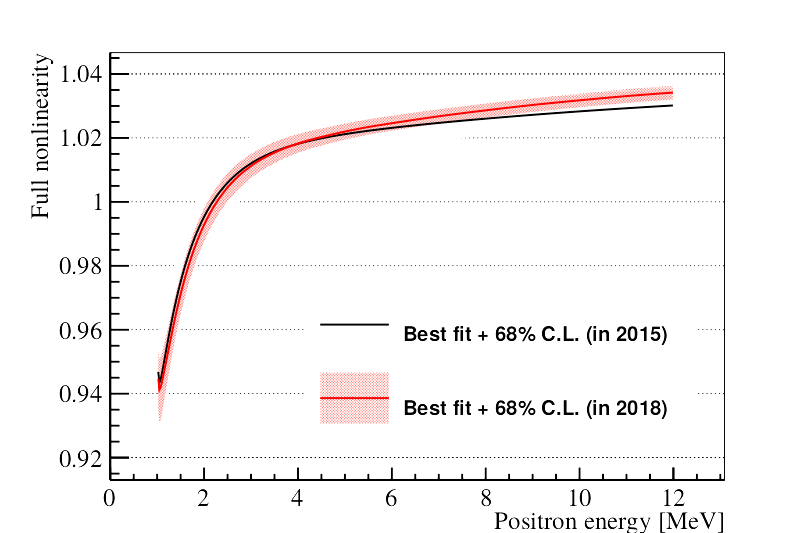 Full nonlinearity
1.04
1.02
1
0.98
0.96
0.94
0.92
Best fit + 68% C.L. (in 2015)
Best fit + 68% C.L. (in 2018)
0 2 4 6 8 10 12
Positron energy [MeV]